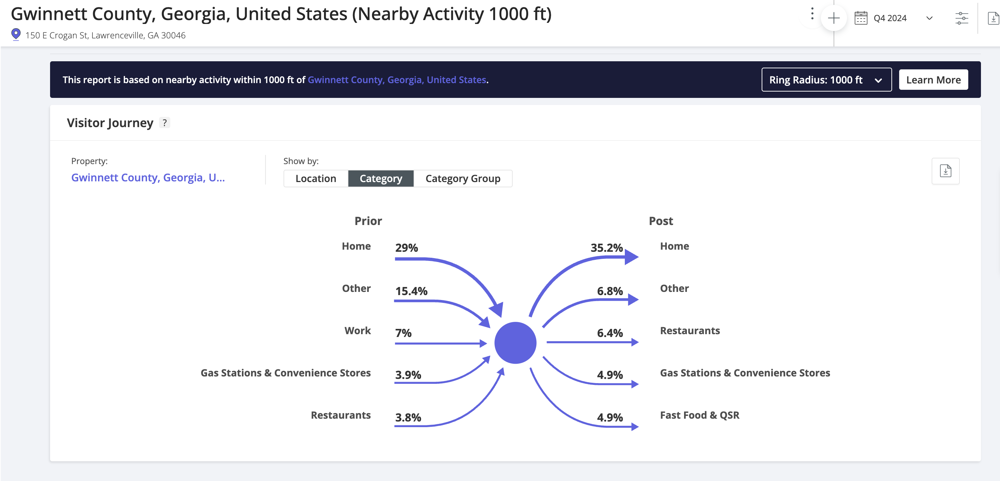 Gwinnett County, Georgia, United States (Nearby Activity 1000 ft)
Q4 2024
150 E Crogan St, Lawrenceville, GA 30046
This report is based on nearby activity within 1000 ft of Gwinnett County, Georgia, United States.
Ring Radius: 1000 ft
Learn More
Visitor Journey ?
Property:
Gwinnett County, Georgia, U...
Show by:
Location Category Category Group
Prior
Post
Home 29%
35.2% Home
Other 15.4%
6.8% Other
Work 7%
6.4% Restaurants
Gas Stations & Convenience Stores 3.9%
4.9% Gas Stations & Convenience Stores
Restaurants 3.8%
4.9% Fast Food & QSR